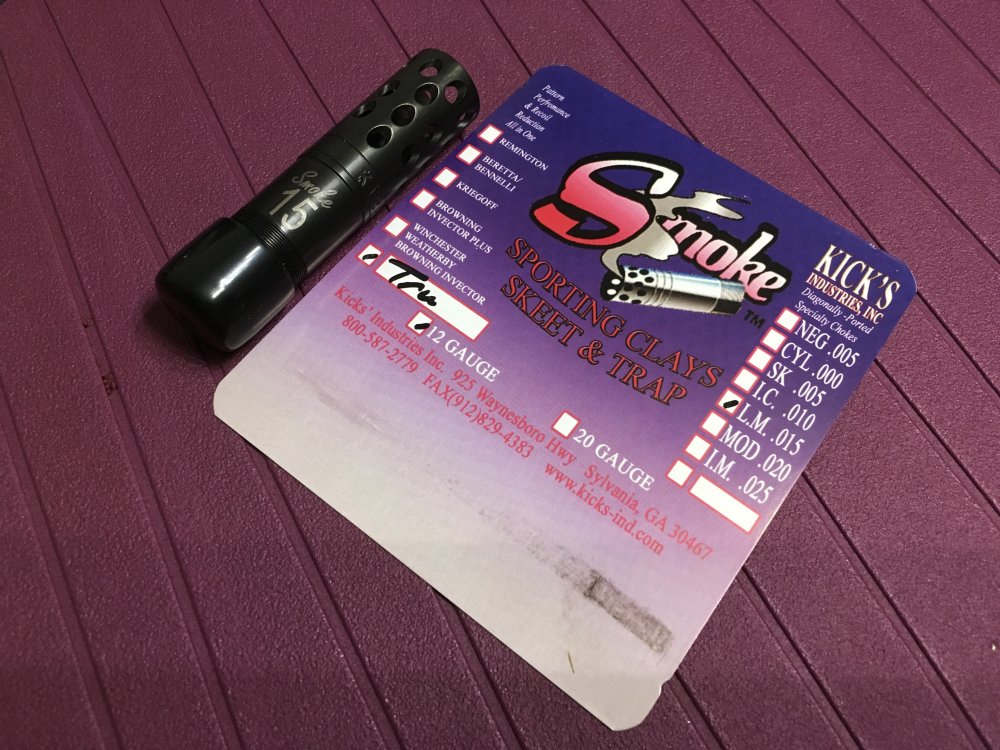 Smoke
15
Pattern
Perfromance
& Recoil
Reduction
All in One
REMINGTON
BERETTA/
BENNELLI
KRIEGOFF
BROWNING
INVECTOR PLUS
WINCHESTER
WEATHERBY
BROWNING INVECTOR
Tru
12 GAUGE
20 GAUGE
Smoke
TM
SPORTING CLAYS
SKEET & TRAP
KICK'S
INDUSTRIES, INC
Diagonally -Ported
Specialty Chokes
NEG .005
CYL .000
SK .005
I.C. .010
L.M. .015
MOD .020
I.M. .025
Kicks' Industries Inc. 925 Waynesboro Hwy Sylvania, GA 30467
800-587-2779 FAX(912)829-4383 www.kicks-ind.com